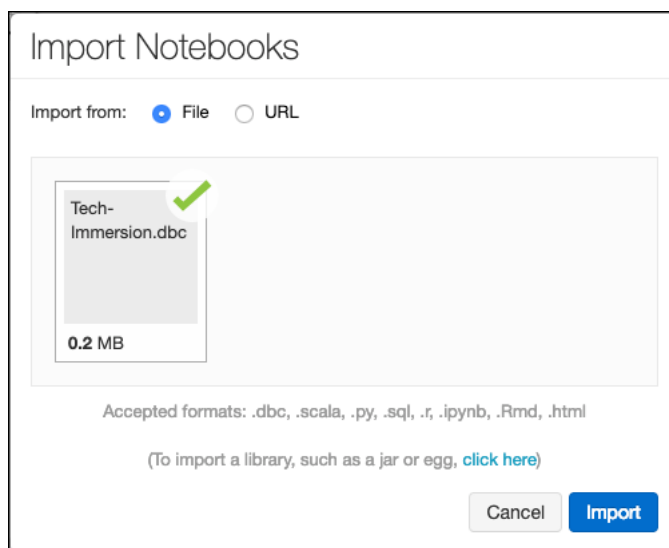 Import Notebooks
Import from: File URL
Tech-
Immersion.dbc
0.2 MB
Accepted formats: .dbc, .scala, .py, .sql, .r, .ipynb, .Rmd, .html
(To import a library, such as a jar or egg, click here)
Cancel Import